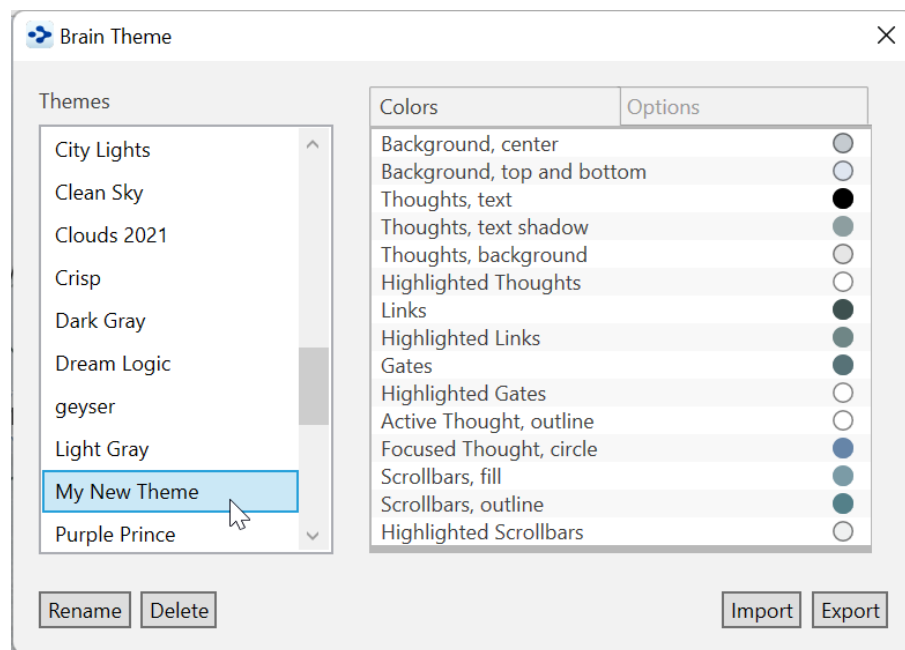 Brain Theme
Themes
City Lights
Clean Sky
Clouds 2021
Crisp
Dark Gray
Dream Logic
geyser
Light Gray
My New Theme
Purple Prince
Colors
Options
Background, center
Background, top and bottom
Thoughts, text
Thoughts, text shadow
Thoughts, background
Highlighted Thoughts
Links
Highlighted Links
Gates
Highlighted Gates
Active Thought, outline
Focused Thought, circle
Scrollbars, fill
Scrollbars, outline
Highlighted Scrollbars
Rename
Delete
Import
Export